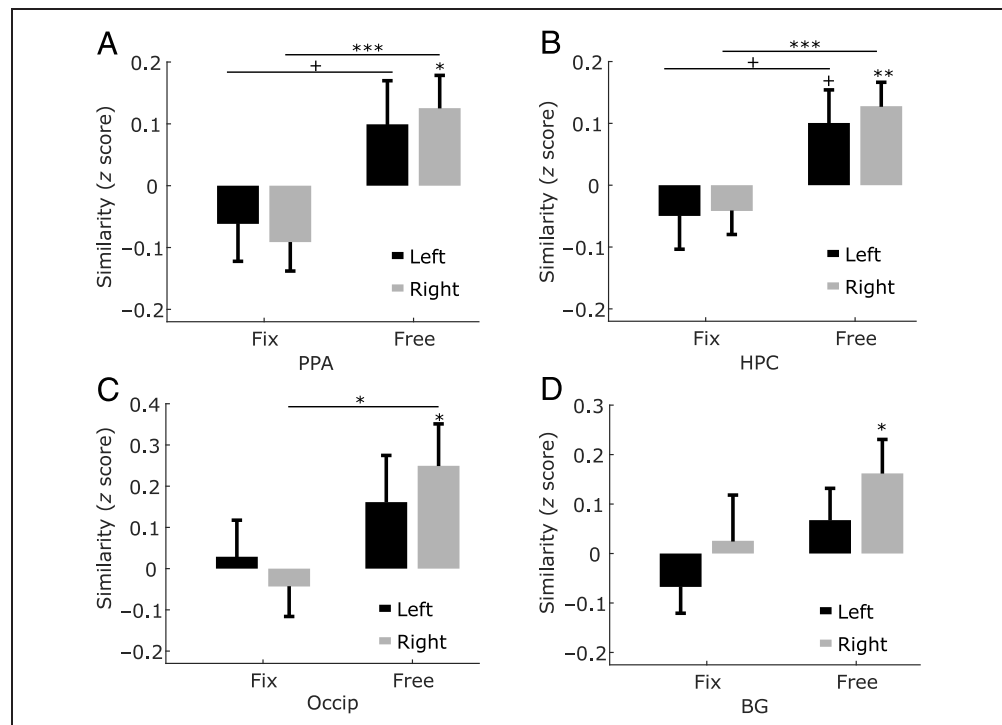 A
Similarity (z score)
***
+
*
0.2
0.1
0
−0.1
−0.2
Left
Right
Fix
Free
PPA
B
Similarity (z score)
***
+
+
**
0.2
0.1
0
−0.1
−0.2
Left
Right
Fix
Free
HPC
C
Similarity (z score)
*
*
0.4
0.3
0.2
0.1
0
−0.1
0.2
Left
Right
Fix
Free
Occip
D
Similarity (z score)
*
0.3
0.2
0.1
0
−0.1
0.2
Left
Right
Fix
Free
BG